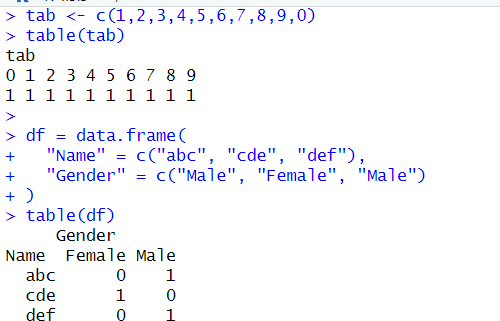 > tab <- c(1,2,3,4,5,6,7,8,9,0)
> table(tab)
tab
0 1 2 3 4 5 6 7 8 9
1 1 1 1 1 1 1 1 1 1
>
> df = data.frame(
+   "Name" = c("abc", "cde", "def"),
+   "Gender" = c("Male", "Female", "Male")
+ )
> table(df)
     Gender
Name  Female Male
  abc      0    1
  cde      1    0
  def      0    1